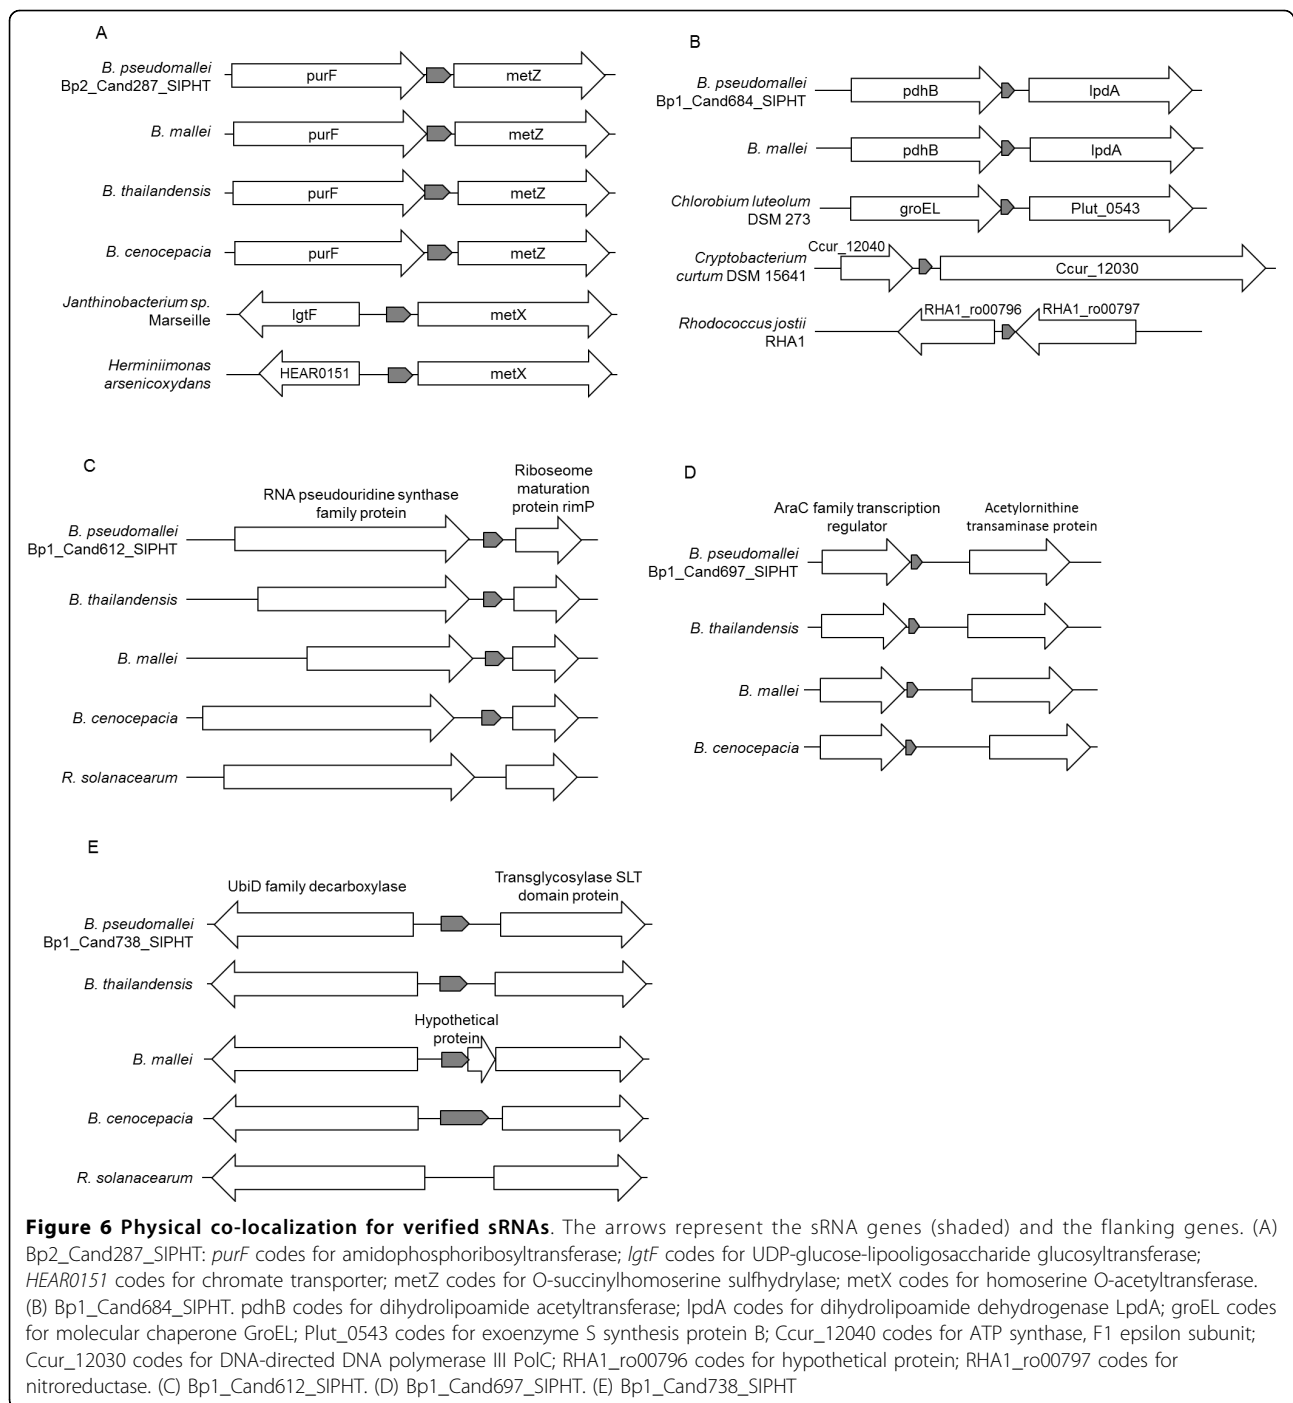 A
B. pseudomallei
Bp2_Cand287_SIPHT
purF
metZ
B. mallei
purF
metZ
B. thailandensis
purF
metZ
B. cenocepacia
purF
metZ
Janthinobacterium sp.
Marseille
lgtF
metX
Herminiimonas
arsenicoxydans
HEAR0151
metX
B
B. pseudomallei
Bp1_Cand684_SIPHT
pdhB
lpdA
B. mallei
pdhB
lpdA
Chlorobium luteolum
DSM 273
groEL
Plut_0543
Cryptobacterium
curtum DSM 15641
Ccur_12040
Ccur_12030
Rhodococcus jostii
RHA1
RHA1_ro00796
RHA1_ro00797
C
RNA pseudouridine synthase
family protein
Riboseome
maturation
protein rimP
B. pseudomallei
Bp1_Cand612_SIPHT
B. thailandensis
B. mallei
B. cenocepacia
R. solanacearum
D
AraC family transcription
regulator
Acetylornithine
transaminase protein
B. pseudomallei
Bp1_Cand697_SIPHT
B. thailandensis
B. mallei
B. cenocepacia
E
UbiD family decarboxylase
Transglycosylase SLT
domain protein
B. pseudomallei
Bp1_Cand738_SIPHT
B. thailandensis
Hypothetical
protein
B. mallei
B. cenocepacia
R. solanacearum
Figure 6 Physical co-localization for verified sRNAs. The arrows represent the sRNA genes (shaded) and the flanking genes. (A)
Bp2_Cand287_SIPHT: purF codes for amidophosphoribosyltransferase; lgtF codes for UDP-glucose-lipooligosaccharide glucosyltransferase;
HEAR0151 codes for chromate transporter; metZ codes for O-succinylhomoserine sulfhydrylase; metX codes for homoserine O-acetyltransferase.
(B) Bp1_Cand684_SIPHT. pdhB codes for dihydrolipoamide acetyltransferase; lpdA codes for dihydrolipoamide dehydrogenase LpdA; groEL codes
for molecular chaperone GroEL; Plut_0543 codes for exoenzyme S synthesis protein B; Ccur_12040 codes for ATP synthase, F1 epsilon subunit;
Ccur_12030 codes for DNA-directed DNA polymerase III PolC; RHA1_ro00796 codes for hypothetical protein; RHA1_ro00797 codes for
nitroreductase. (C) Bp1_Cand612_SIPHT. (D) Bp1_Cand697_SIPHT. (E) Bp1_Cand738_SIPHT